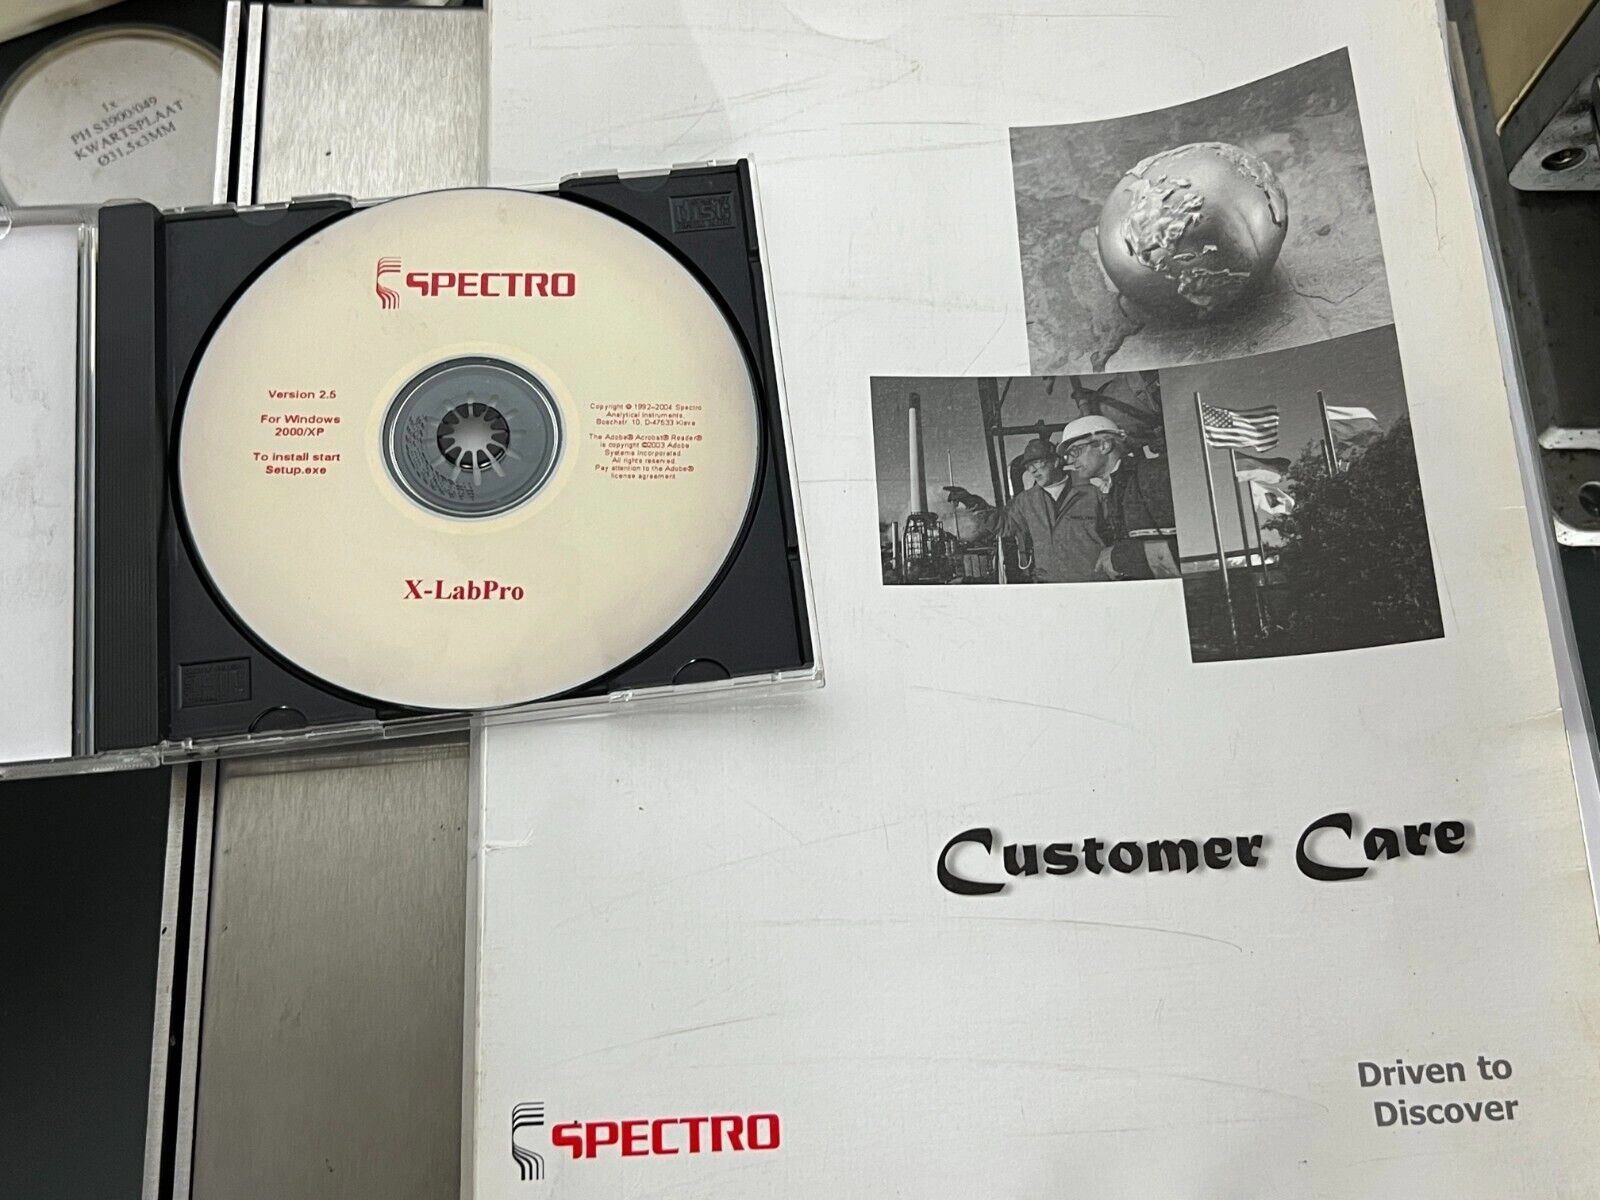 1x
PH S3900/049
KWARTSPLAAT
Ø31,5x3MM
SPECTRO
Version 2.5
For Windows
2000/XP
To install start
Setup.exe
Copyright © 1992-2004 Spectro
Analytical Instruments,
Boschstr. 10, D-47533 Kleve
The Adobe® Acrobat® Reader®
is copyright ©2003 Adobe
Systems Incorporated.
All rights reserved.
Pay attention to the Adobe®
license agreement.
X-LabPro
disc
Customer Care
Driven to
Discover
SPECTRO